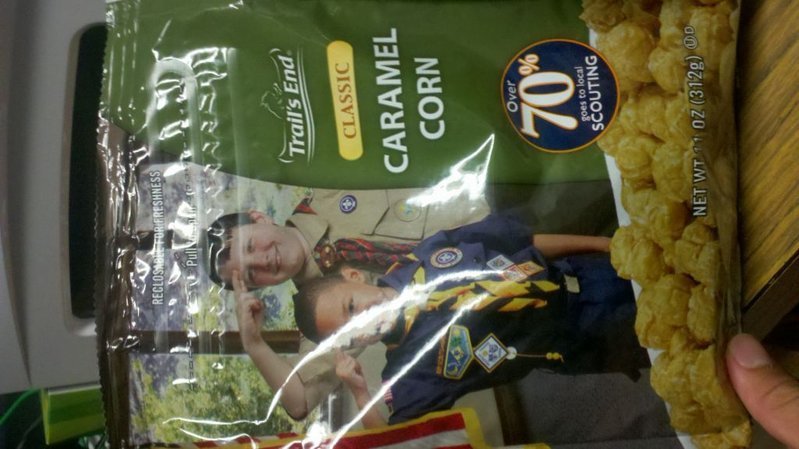 RECLOSABLE FOR FRESHNESS
Trail's End®
CLASSIC
CARAMEL
CORN
Over
70%
goes to local
SCOUTING
NET WT 11 OZ (312g) ⓊD